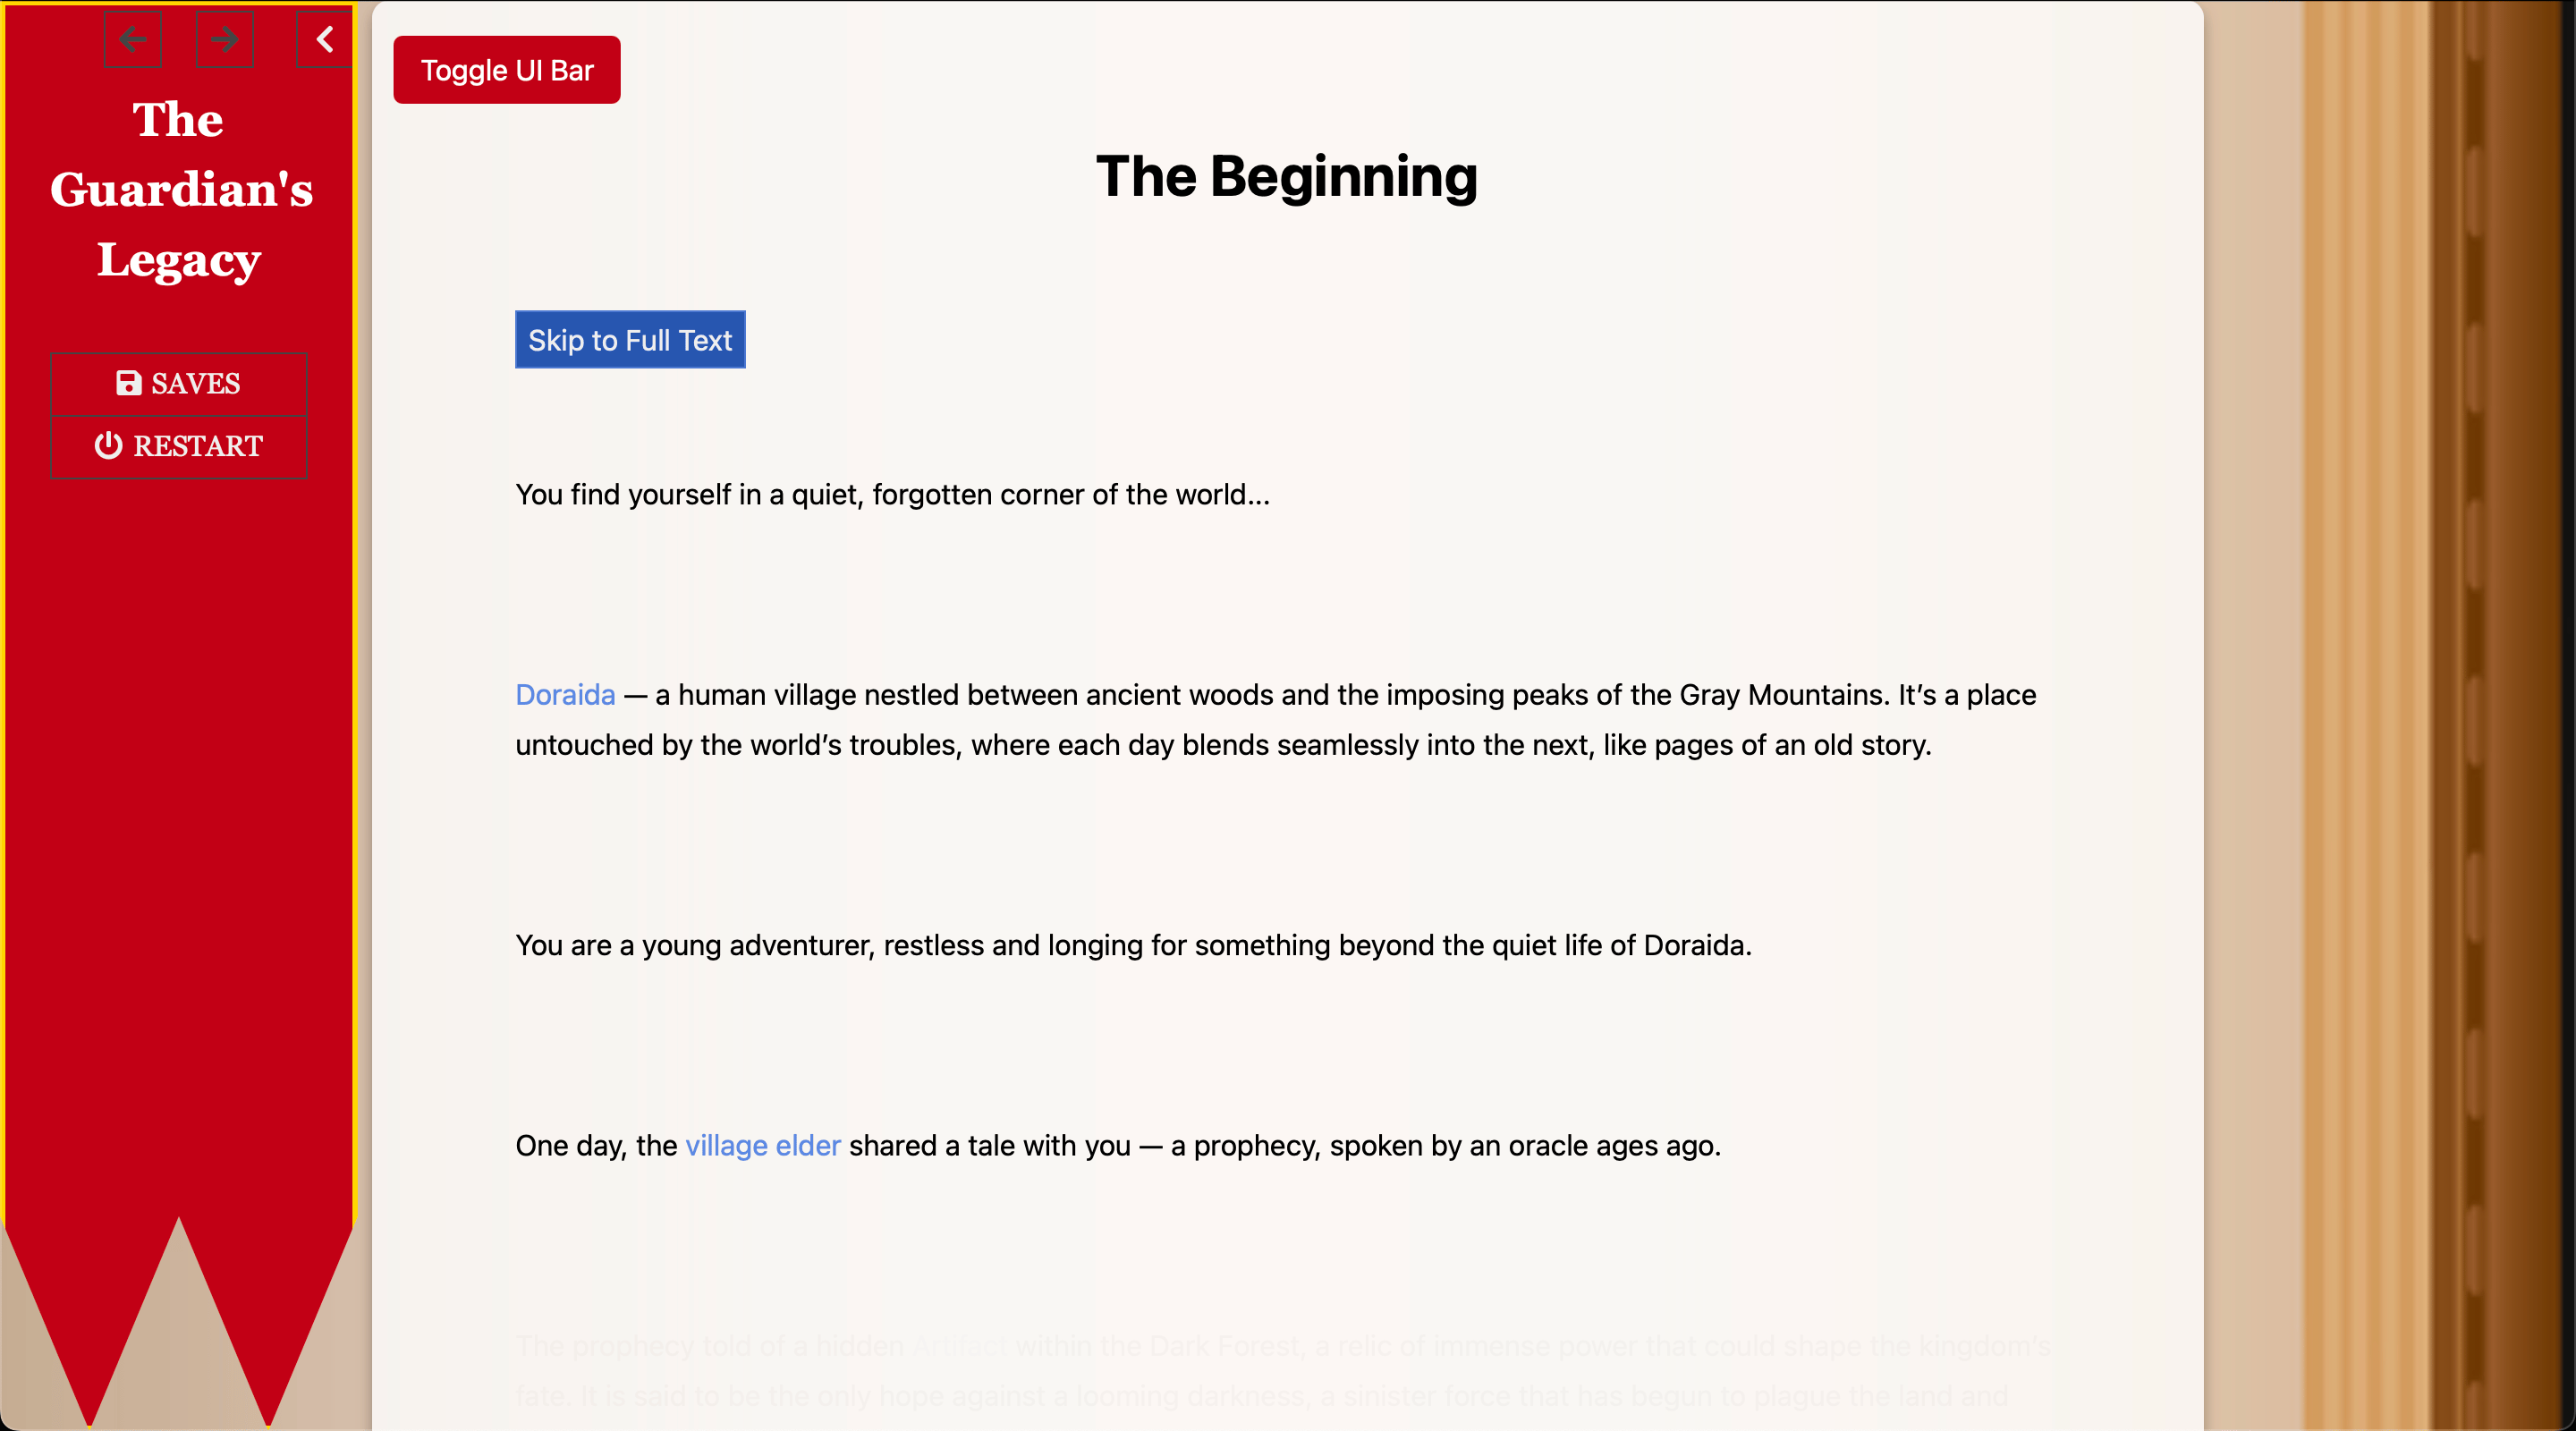 The
Guardian's
Legacy
SAVES
RESTART
Toggle UI Bar
The Beginning
Skip to Full Text
You find yourself in a quiet, forgotten corner of the world...
Doraida — a human village nestled between ancient woods and the imposing peaks of the Gray Mountains. It’s a place
untouched by the world’s troubles, where each day blends seamlessly into the next, like pages of an old story.
You are a young adventurer, restless and longing for something beyond the quiet life of Doraida.
One day, the village elder shared a tale with you — a prophecy, spoken by an oracle ages ago.
The prophecy told of a hidden Artifact within the Dark Forest, a relic of immense power that could shape the kingdom’s
fate. It is said to be the only hope against a looming darkness, a sinister force that has begun to plague the land and